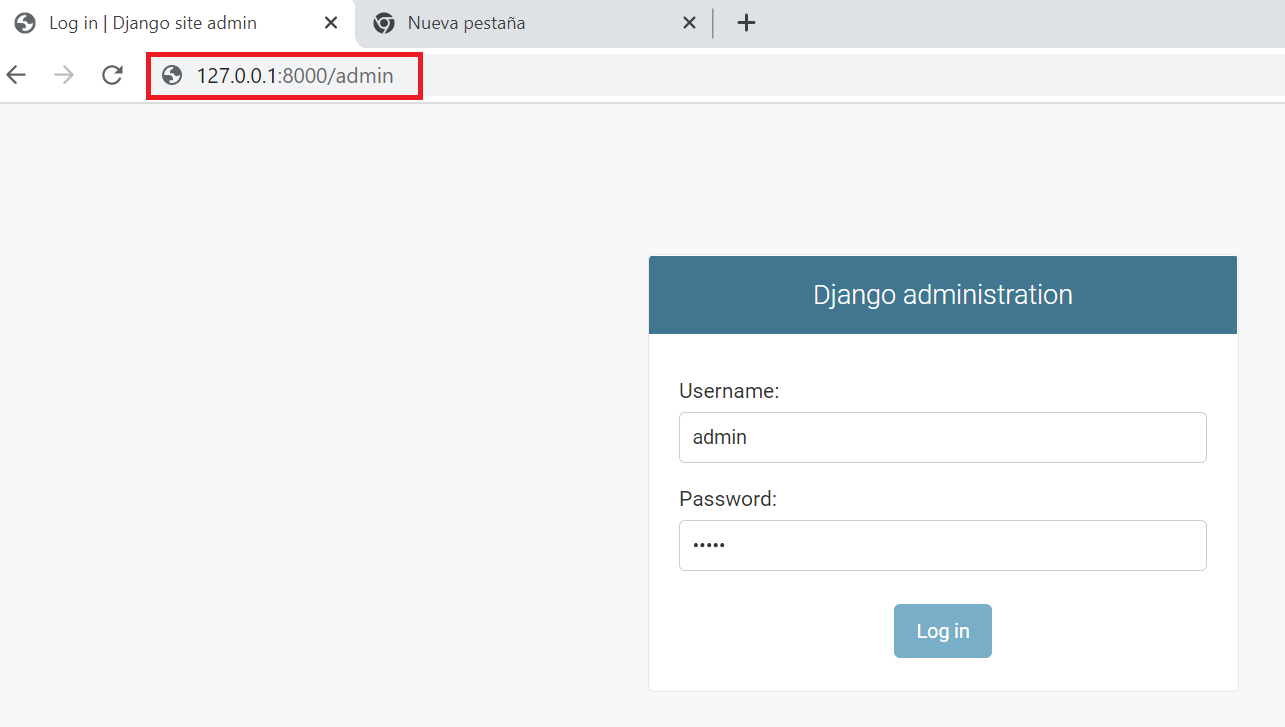 Log in | Django site admin
Nueva pestaña
127.0.0.1:8000/admin
Django administration
Username:
admin
Password:
•••••
Log in